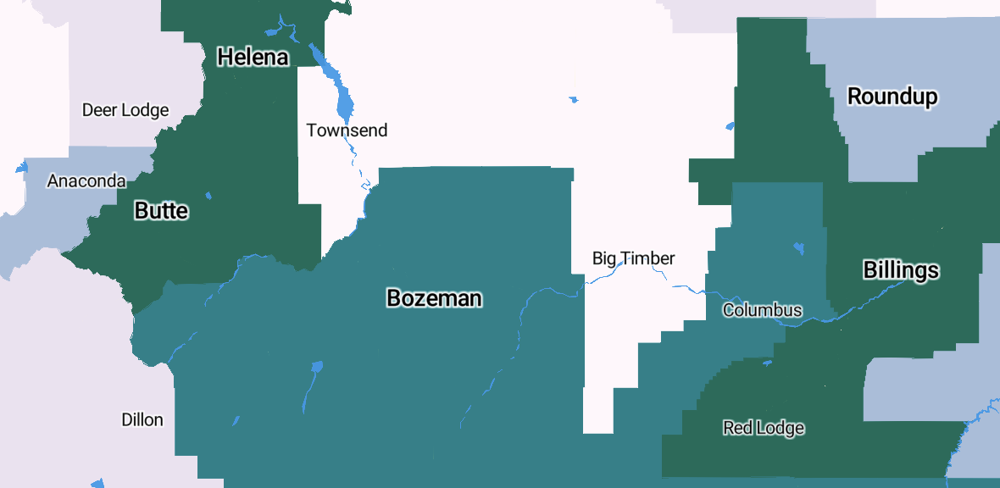 Helena
Roundup
Deer Lodge
Townsend
Anaconda
Butte
Big Timber
Billings
Bozeman
Columbus
Dillon
Red Lodge